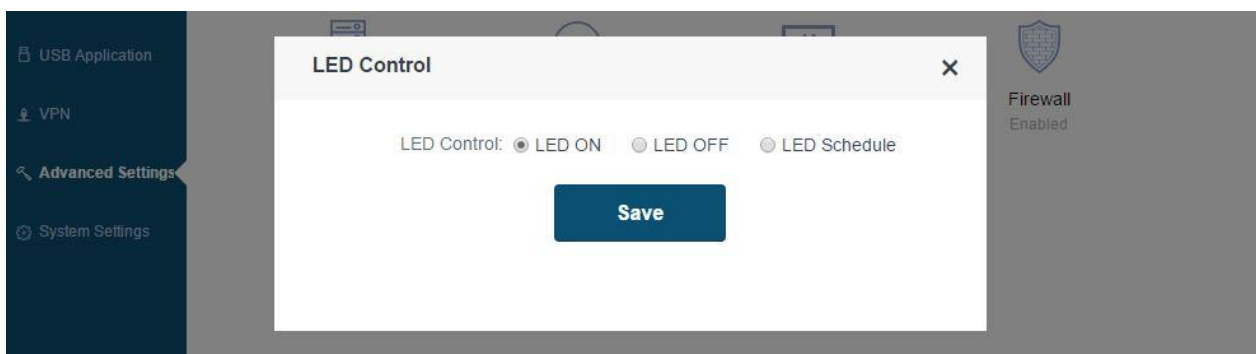 USB Application
VPN
Advanced Settings
System Settings
LED Control
LED Control: LED ON LED OFF LED Schedule
Save
Firewall
Enabled